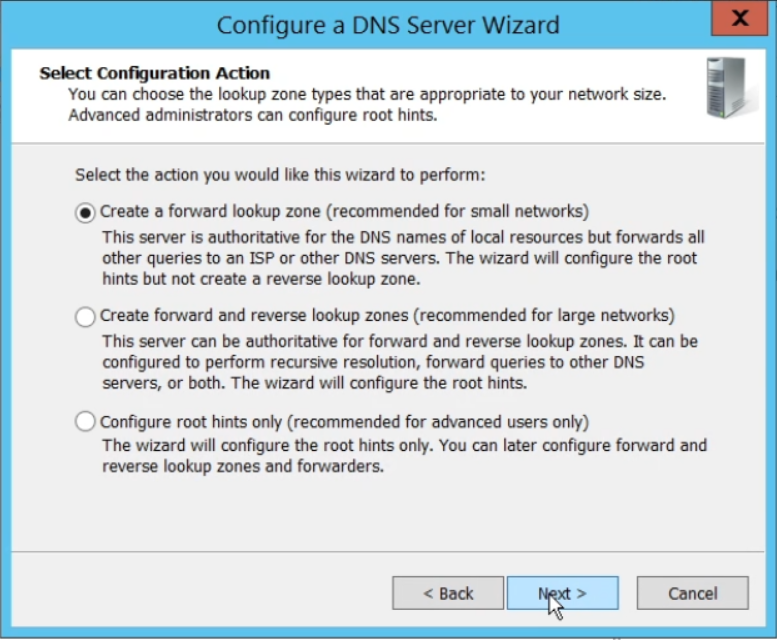 Configure a DNS Server Wizard
X
Select Configuration Action
You can choose the lookup zone types that are appropriate to your network size.
Advanced administrators can configure root hints.
Select the action you would like this wizard to perform:
Create a forward lookup zone (recommended for small networks)
This server is authoritative for the DNS names of local resources but forwards all
other queries to an ISP or other DNS servers. The wizard will configure the root
hints but not create a reverse lookup zone.
Create forward and reverse lookup zones (recommended for large networks)
This server can be authoritative for forward and reverse lookup zones. It can be
configured to perform recursive resolution, forward queries to other DNS
servers, or both. The wizard will configure the root hints.
Configure root hints only (recommended for advanced users only)
The wizard will configure the root hints only. You can later configure forward and
reverse lookup zones and forwarders.
< Back
Next >
Cancel